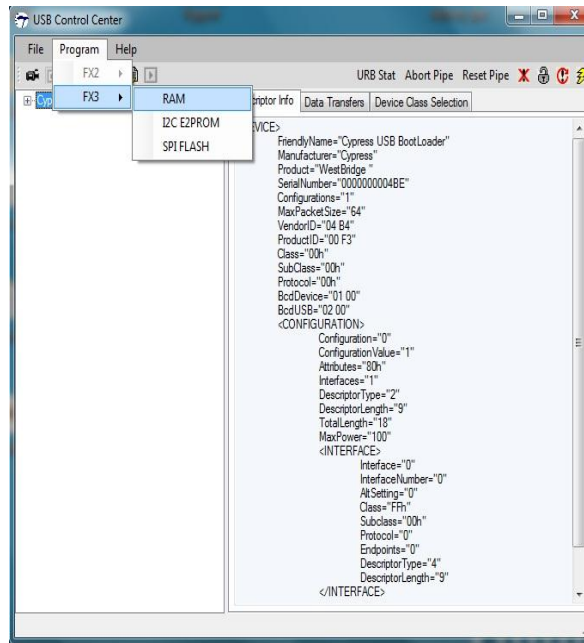 USB Control Center
File Program Help
FX2
URB Stat Abort Pipe Reset Pipe
FX3
RAM
I2C E2PROM
SPI FLASH
Cyp
criptor Info Data Transfers Device Class Selection
EVICE>
FriendlyName="Cypress USB BootLoader"
Manufacturer="Cypress"
Product="WestBridge "
SerialNumber="0000000004BE"
Configurations="1"
MaxPacketSize="64"
VendorID="04 B4"
ProductID="00 F3"
Class="00h"
SubClass="00h"
Protocol="00h"
BcdDevice="01 00"
BcdUSB="02 00"
<CONFIGURATION>
Configuration="0"
ConfigurationValue="1"
Attributes="80h"
Interfaces="1"
DescriptorType="2"
DescriptorLength="9"
TotalLength="18"
MaxPower="100"
<INTERFACE>
Interface="0"
InterfaceNumber="0"
AltSetting="0"
Class="FFh"
Subclass="00h"
Protocol="0"
Endpoints="0"
DescriptorType="4"
DescriptorLength="9"
</INTERFACE>